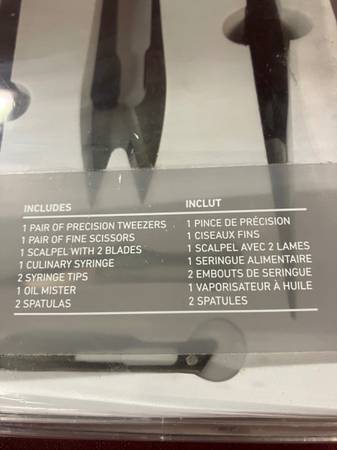 INCLUDES
1 PAIR OF PRECISION TWEEZERS
1 PAIR OF FINE SCISSORS
1 SCALPEL WITH 2 BLADES
1 CULINARY SYRINGE
2 SYRINGE TIPS
1 OIL MISTER
2 SPATULAS
INCLUT
1 PINCE DE PRÉCISION
1 CISEAUX FINS
1 SCALPEL AVEC 2 LAMES
1 SERINGUE ALIMENTAIRE
2 EMBOUTS DE SERINGUE
1 VAPORISATEUR À HUILE
2 SPATULES